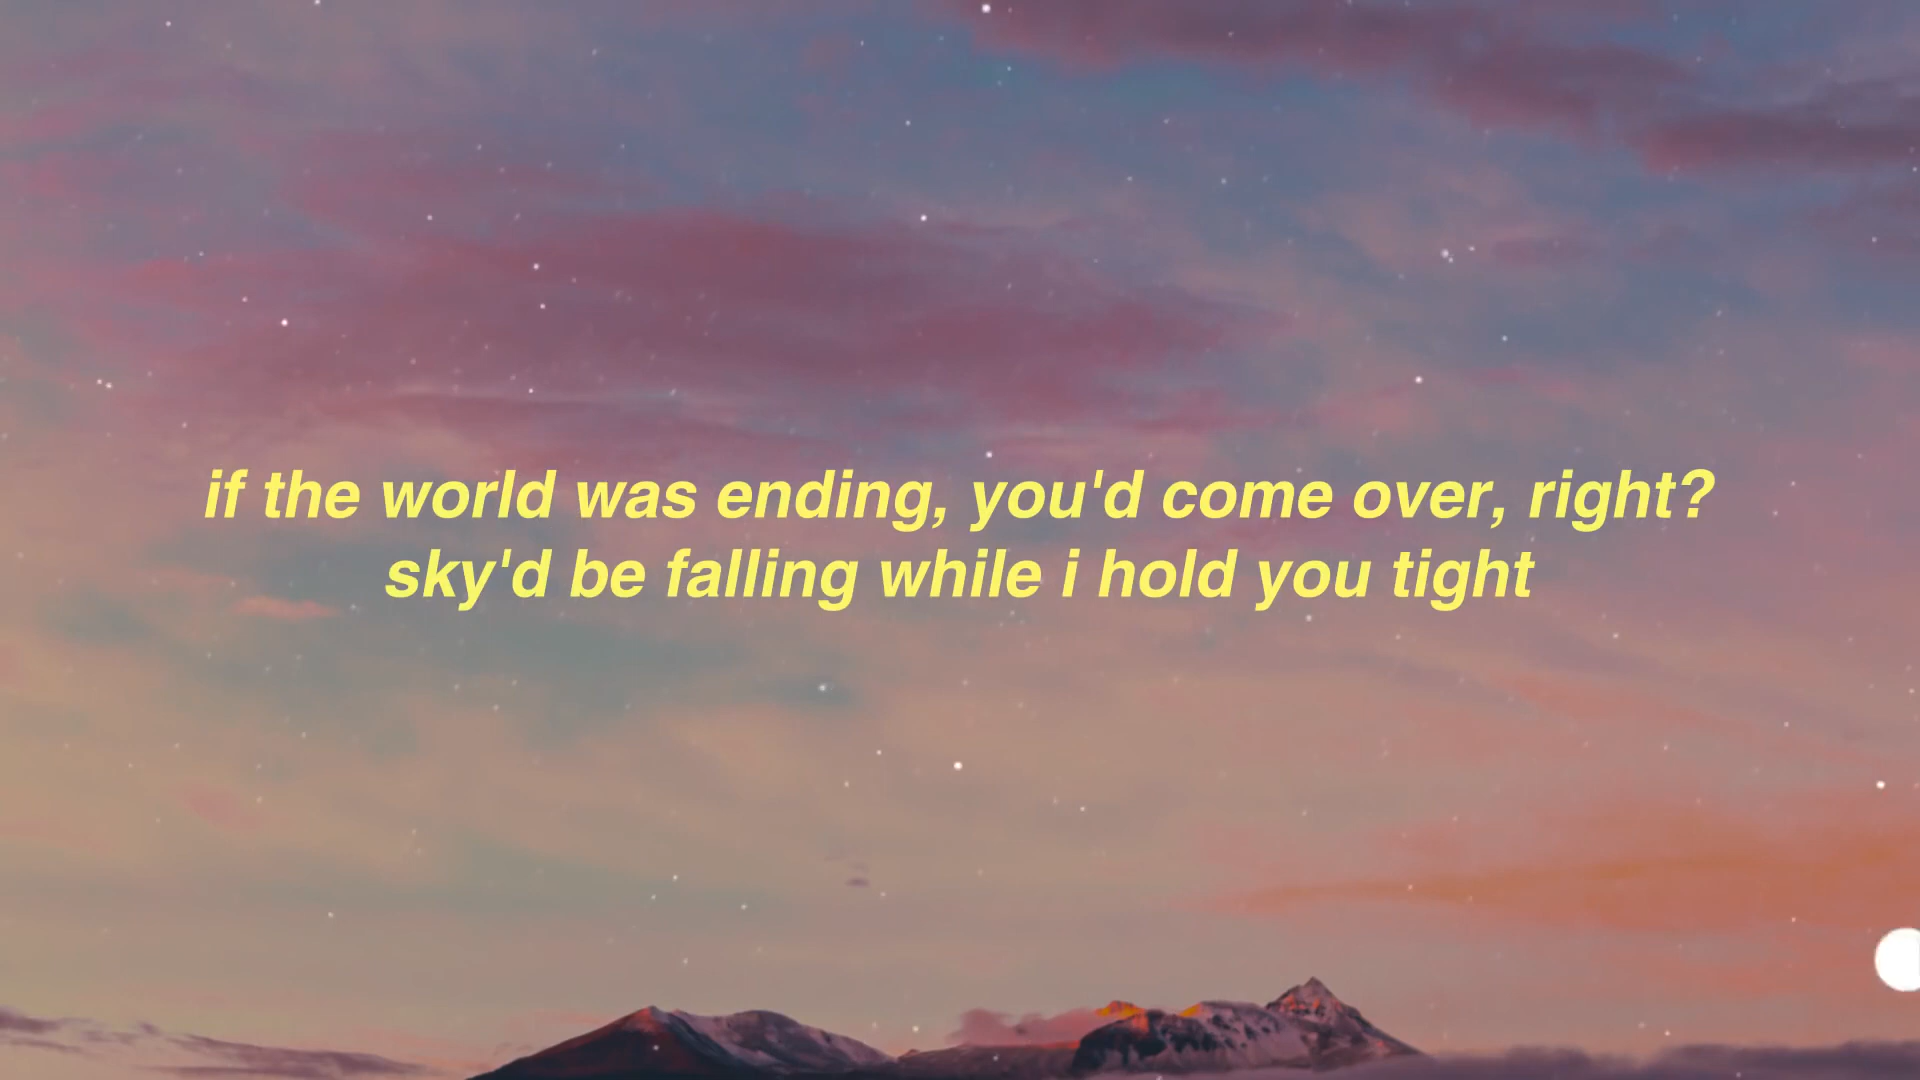 if the world was ending, you'd come over, right?
sky'd be falling while i hold you tight